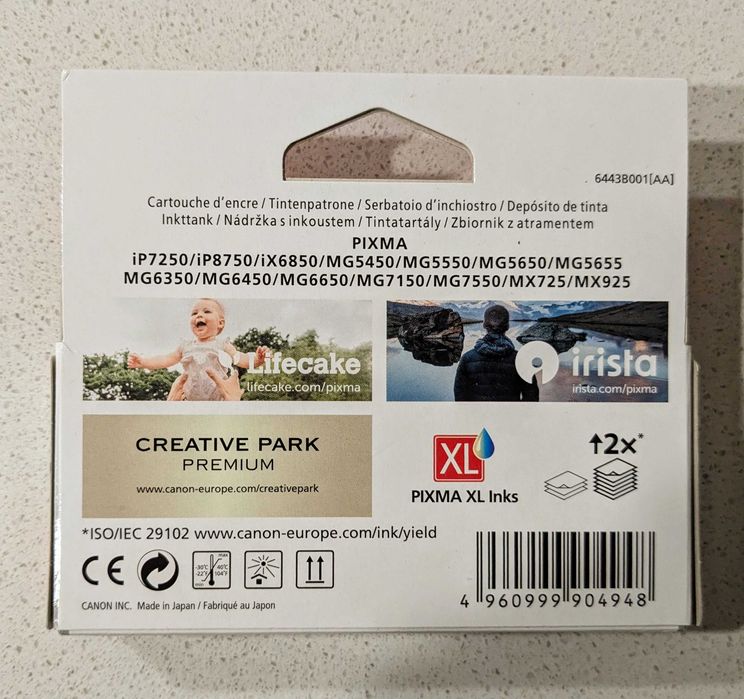 6443B001[AA]
Cartouche d'encre / Tintenpatrone / Serbatoio d'inchiostro / Depósito de tinta
Inkttank / Nádržka s inkoustem / Tintatartály / Zbiornik z atramentem
PIXMA
iP7250/iP8750/iX6850/MG5450/MG5550/MG5650/MG5655
MG6350/MG6450/MG6650/MG7150/MG7550/MX725/MX925
Lifecake
lifecake.com/pixma
irista
irista.com/pixma
CREATIVE PARK
PREMIUM
www.canon-europe.com/creativepark
XL
PIXMA XL Inks
↑2x*
*ISO/IEC 29102 www.canon-europe.com/ink/yield
CE
max
-30°C 40°C
-22°F 104°F
min
CANON INC. Made in Japan / Fabriqué au Japon
4 960999 904948